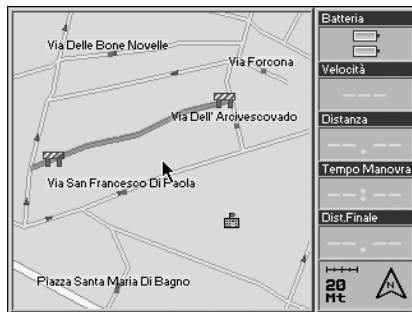 Via Delle Bone Novelle
Via Forcona
Via Dell' Arcivescovado
Via San Francesco Di Paola
Piazza Santa Maria Di Bagno
Batteria
Velocità
---
Distanza
--.--
Tempo Manovra
--:--
Dist.Finale
--.--
20
Mt
N